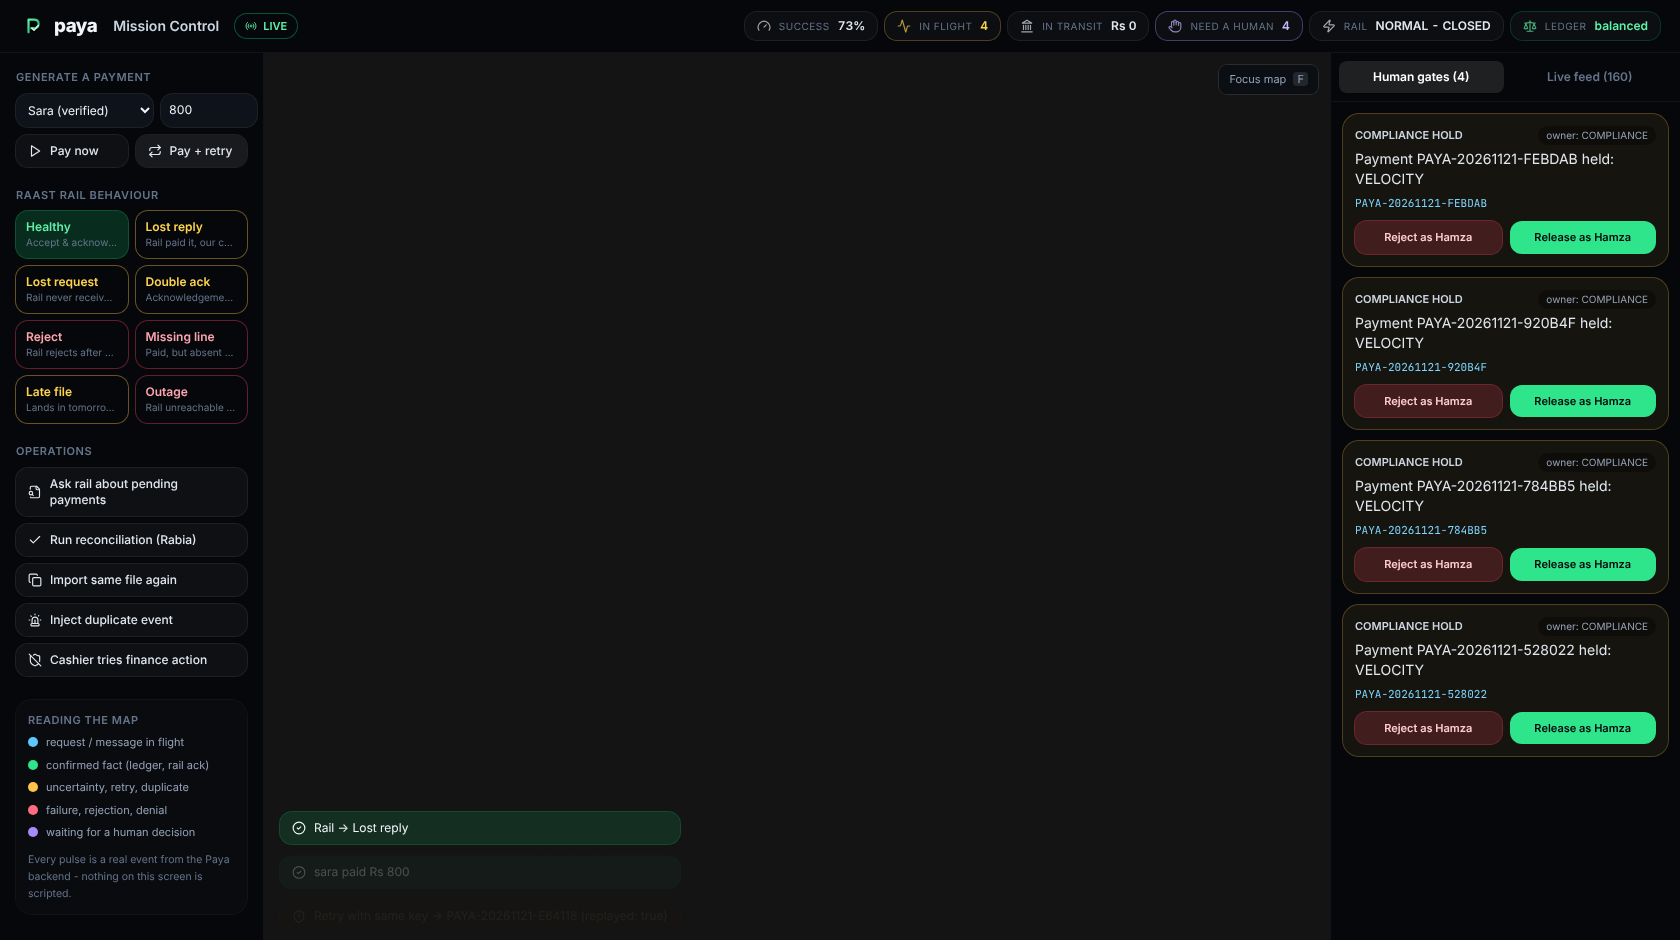 paya Mission Control LIVE
SUCCESS 73% IN FLIGHT 4 IN TRANSIT Rs 0 NEED A HUMAN 4 RAIL NORMAL - CLOSED LEDGER balanced
GENERATE A PAYMENT
Sara (verified) 800
Pay now Pay + retry
RAAST RAIL BEHAVIOUR
Healthy
Accept & acknow...
Lost reply
Rail paid it, our c...
Lost request
Rail never receiv...
Double ack
Acknowledgeme...
Reject
Rail rejects after ...
Missing line
Paid, but absent ...
Late file
Lands in tomorro...
Outage
Rail unreachable ...
OPERATIONS
Ask rail about pending
payments
Run reconciliation (Rabia)
Import same file again
Inject duplicate event
Cashier tries finance action
READING THE MAP
request / message in flight
confirmed fact (ledger, rail ack)
uncertainty, retry, duplicate
failure, rejection, denial
waiting for a human decision
Every pulse is a real event from the Paya
backend - nothing on this screen is
scripted.
Focus map F
Rail → Lost reply
sara paid Rs 800
Retry with same key → PAYA-20261121-E64118 (replayed: true)
Human gates (4) Live feed (160)
COMPLIANCE HOLD owner: COMPLIANCE
Payment PAYA-20261121-FEBDAB held:
VELOCITY
PAYA-20261121-FEBDAB
Reject as Hamza Release as Hamza
COMPLIANCE HOLD owner: COMPLIANCE
Payment PAYA-20261121-920B4F held:
VELOCITY
PAYA-20261121-920B4F
Reject as Hamza Release as Hamza
COMPLIANCE HOLD owner: COMPLIANCE
Payment PAYA-20261121-784BB5 held:
VELOCITY
PAYA-20261121-784BB5
Reject as Hamza Release as Hamza
COMPLIANCE HOLD owner: COMPLIANCE
Payment PAYA-20261121-528022 held:
VELOCITY
PAYA-20261121-528022
Reject as Hamza Release as Hamza